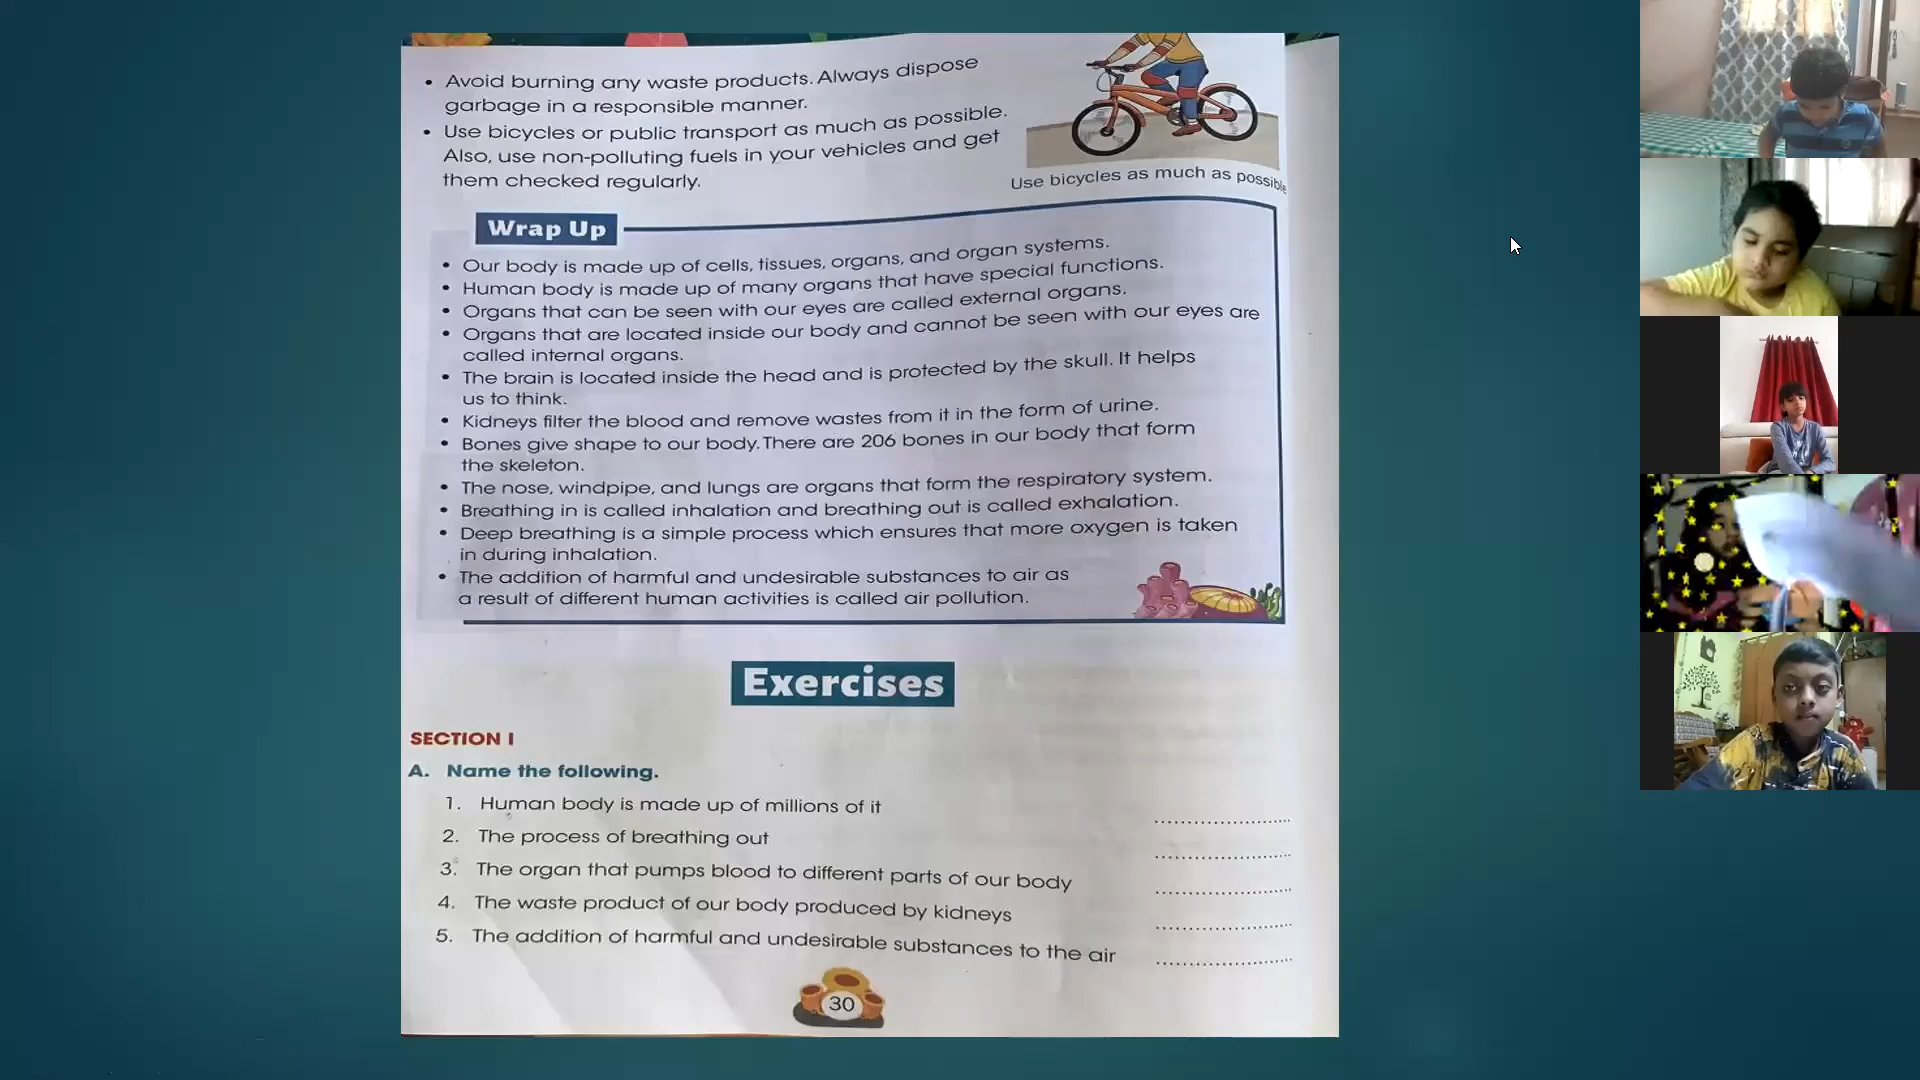 • Avoid burning any waste products. Always dispose
garbage in a responsible manner.
• Use bicycles or public transport as much as possible.
Also, use non-polluting fuels in your vehicles and get
them checked regularly.
Use bicycles as much as possible
Wrap Up
• Our body is made up of cells, tissues, organs, and organ systems.
• Human body is made up of many organs that have special functions.
• Organs that can be seen with our eyes are called external organs.
• Organs that are located inside our body and cannot be seen with our eyes are
called internal organs.
• The brain is located inside the head and is protected by the skull. It helps
us to think.
• Kidneys filter the blood and remove wastes from it in the form of urine.
• Bones give shape to our body. There are 206 bones in our body that form
the skeleton.
• The nose, windpipe, and lungs are organs that form the respiratory system.
• Breathing in is called inhalation and breathing out is called exhalation.
• Deep breathing is a simple process which ensures that more oxygen is taken
in during inhalation.
• The addition of harmful and undesirable substances to air as
a result of different human activities is called air pollution.
Exercises
SECTION I
A. Name the following.
1. Human body is made up of millions of it ........................
2. The process of breathing out ........................
3. The organ that pumps blood to different parts of our body ........................
4. The waste product of our body produced by kidneys ........................
5. The addition of harmful and undesirable substances to the air ........................
30